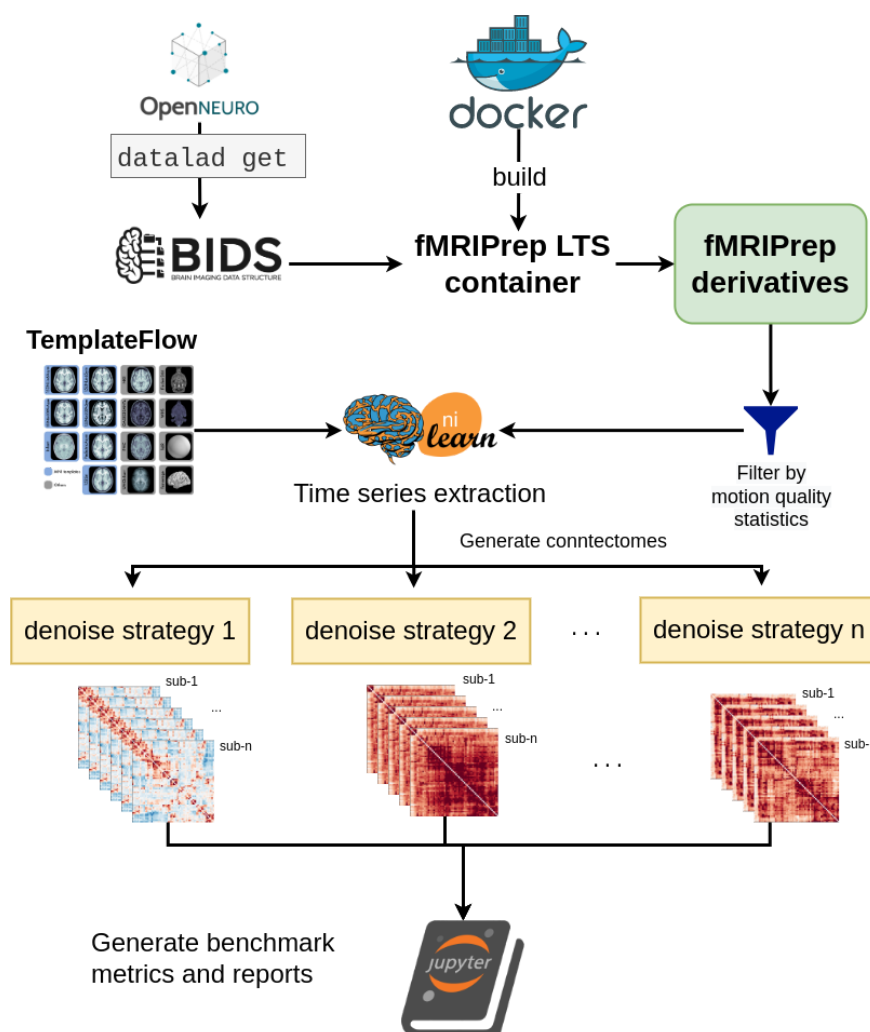 OpenNEURO
docker
datalad get
build
BIDS
BRAIN IMAGING DATA STRUCTURE
fMRIPrep LTS
container
fMRIPrep
derivatives
TemplateFlow
ni
learn
Filter by
motion quality
statistics
Time series extraction
Generate conntectomes
denoise strategy 1
denoise strategy 2
. . .
denoise strategy n
sub-1
...
sub-n
sub-1
...
sub-n
. . .
sub-1
...
sub-
Generate benchmark
metrics and reports
jupyter